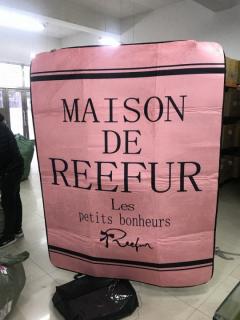 MAISON
DE
REEFUR
Les
petits bonheurs
Reefur